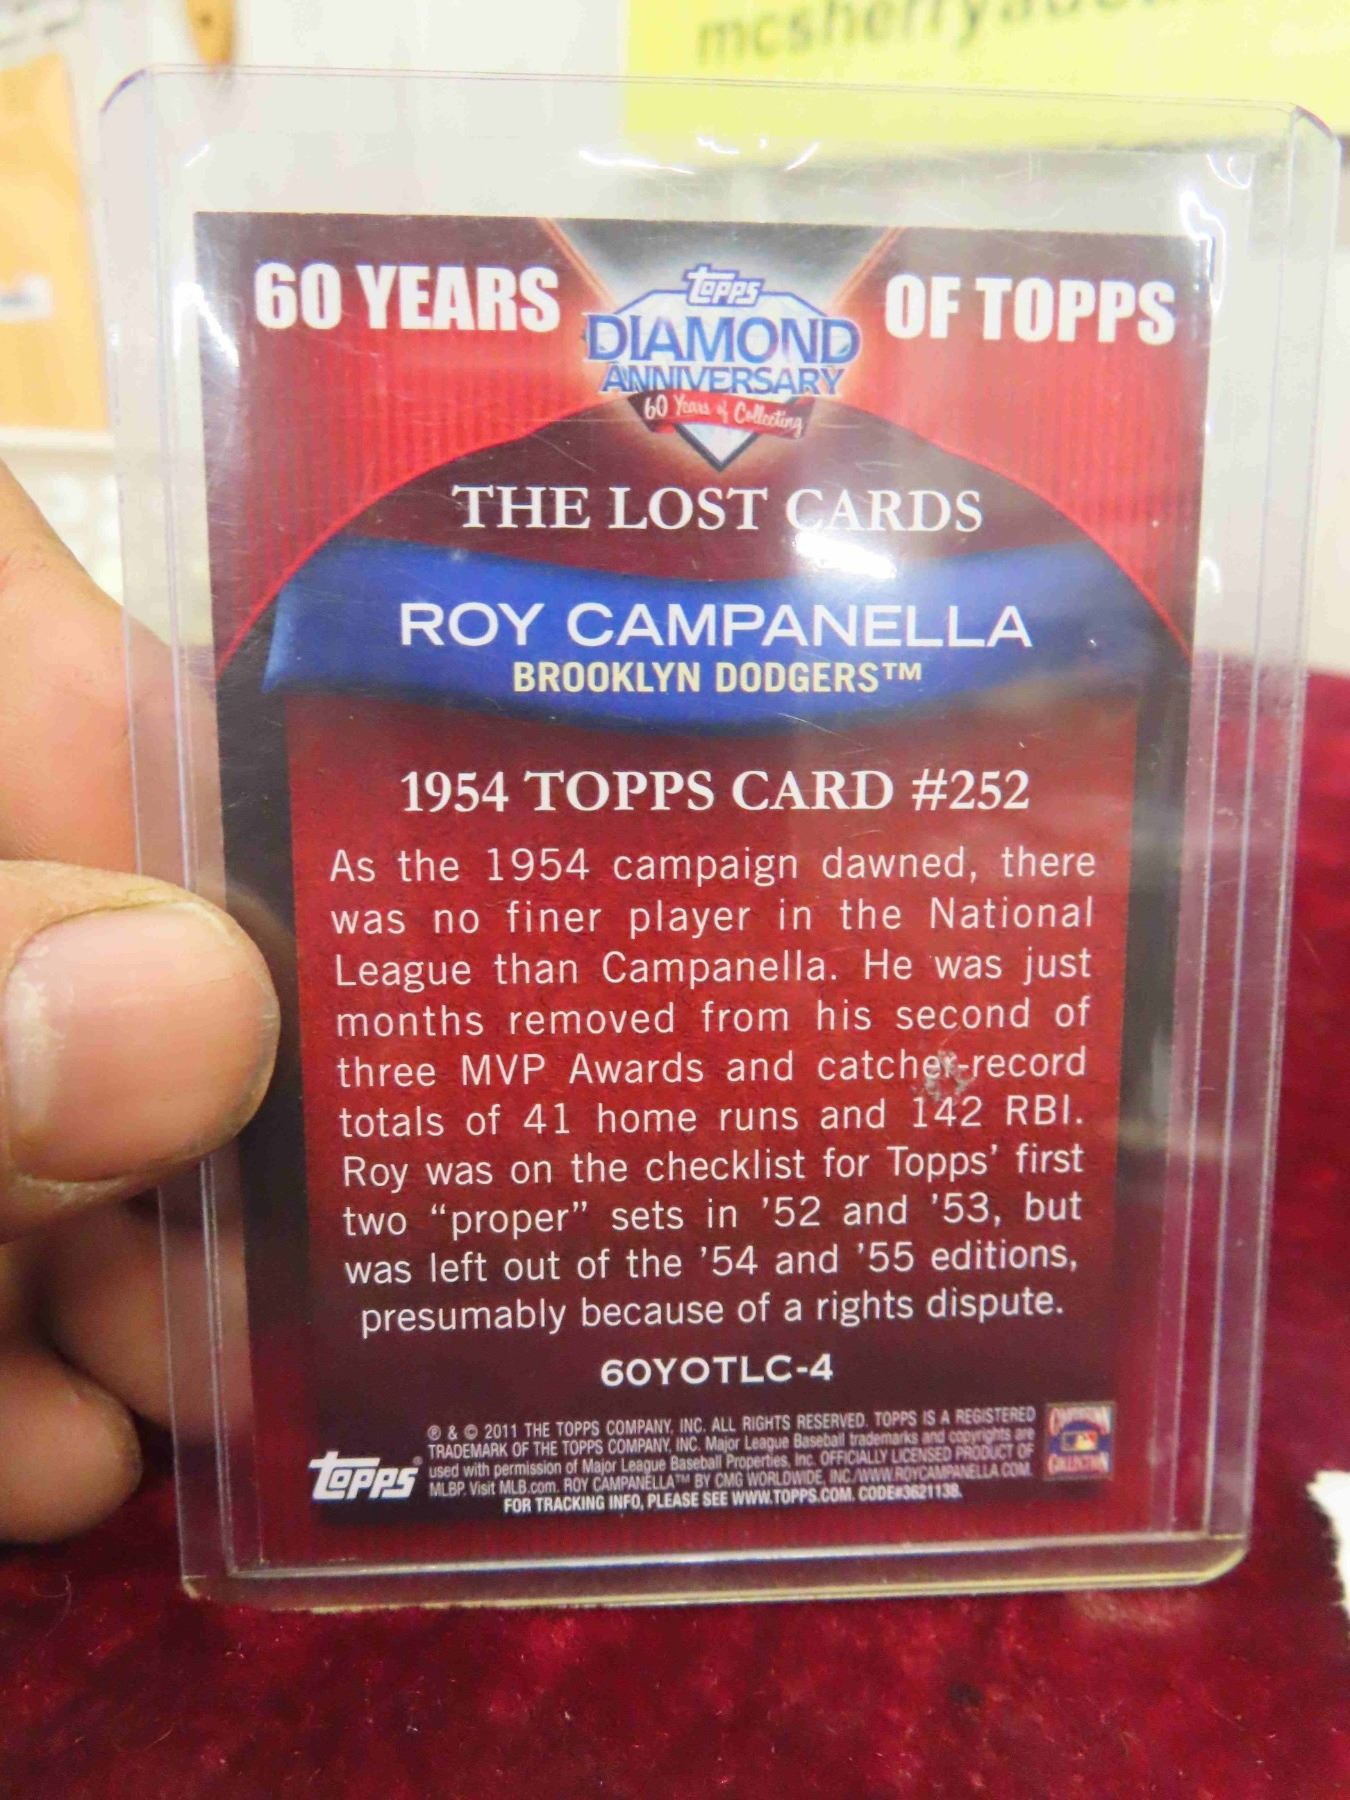 60 YEARS
OF TOPPS
topps
DIAMOND
ANNIVERSARY
60 Years of Collecting
THE LOST CARDS
ROY CAMPANELLA
BROOKLYN DODGERS™
1954 TOPPS CARD #252
As the 1954 campaign dawned, there
was no finer player in the National
League than Campanella. He was just
months removed from his second of
three MVP Awards and catcher-record
totals of 41 home runs and 142 RBI.
Roy was on the checklist for Topps’ first
two “proper” sets in ’52 and ’53, but
was left out of the ’54 and ’55 editions,
presumably because of a rights dispute.
60YOTLC-4
® & © 2011 THE TOPPS COMPANY, INC. ALL RIGHTS RESERVED. TOPPS IS A REGISTERED
TRADEMARK OF THE TOPPS COMPANY, INC. Major League Baseball trademarks and copyrights are
used with permission of Major League Baseball Properties, Inc. OFFICIALLY LICENSED PRODUCT OF
MLBP. Visit MLB.com. ROY CAMPANELLA™ BY CMG WORLDWIDE, INC./WWW.ROYCAMPANELLA.COM.
FOR TRACKING INFO, PLEASE SEE WWW.TOPPS.COM. CODE#3621138.
topps®
COOPERSTOWN
COLLECTION